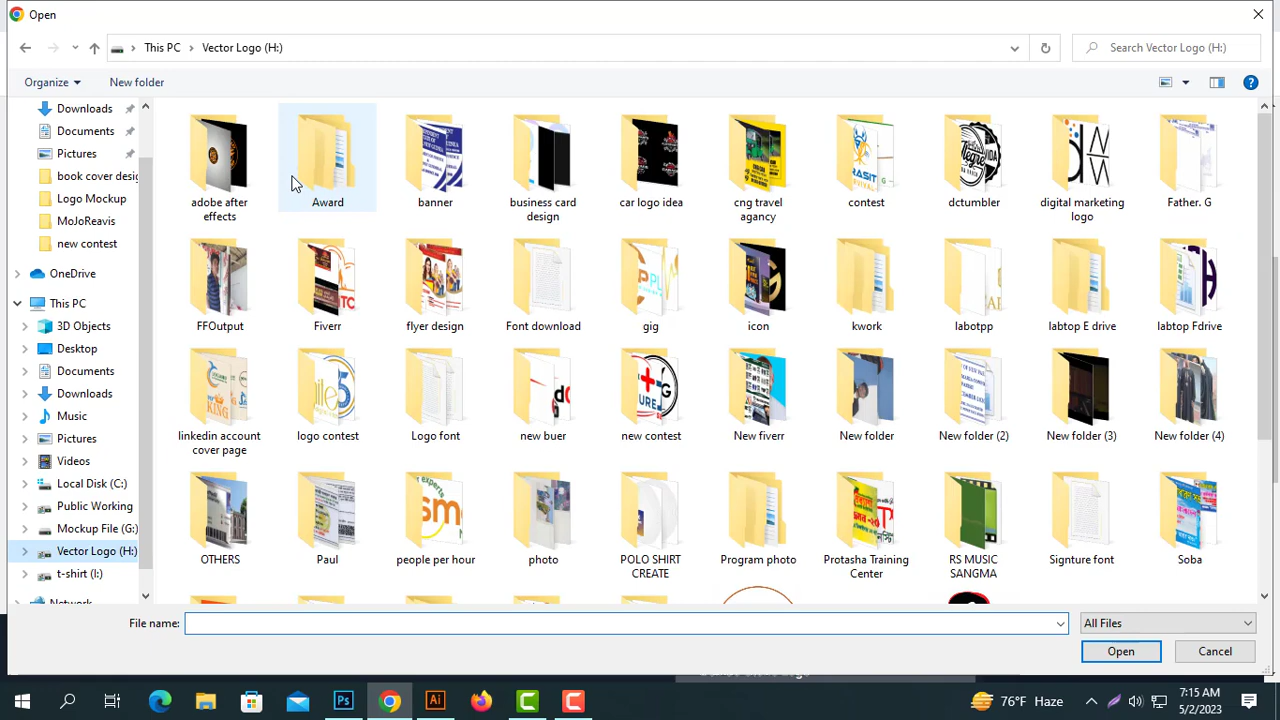 Open
This PC
Vector Logo (H:)
Search Vector Logo (H:)
Organize
New folder
Downloads
Documents
Pictures
book cover desig
Logo Mockup
MoJoReavis
new contest
OneDrive
This PC
3D Objects
Desktop
Documents
Downloads
Music
Pictures
Videos
Local Disk (C:)
Public Working
Mockup File (G:)
Vector Logo (H:)
t-shirt (I:)
Network
adobe after
effects
Award
banner
business card
design
car logo idea
cng travel
agancy
contest
dctumbler
digital marketing
logo
Father. G
FFOutput
Fiverr
flyer design
Font download
gig
icon
kwork
labotpp
labtop E drive
labtop Fdrive
linkedin account
cover page
logo contest
Logo font
new buer
new contest
New fiverr
New folder
New folder (2)
New folder (3)
New folder (4)
OTHERS
Paul
people per hour
photo
POLO SHIRT
CREATE
Program photo
Protasha Training
Center
RS MUSIC
SANGMA
Signture font
Soba
File name:
All Files
Open
Cancel
76°F Haze
7:15 AM
5/2/2023